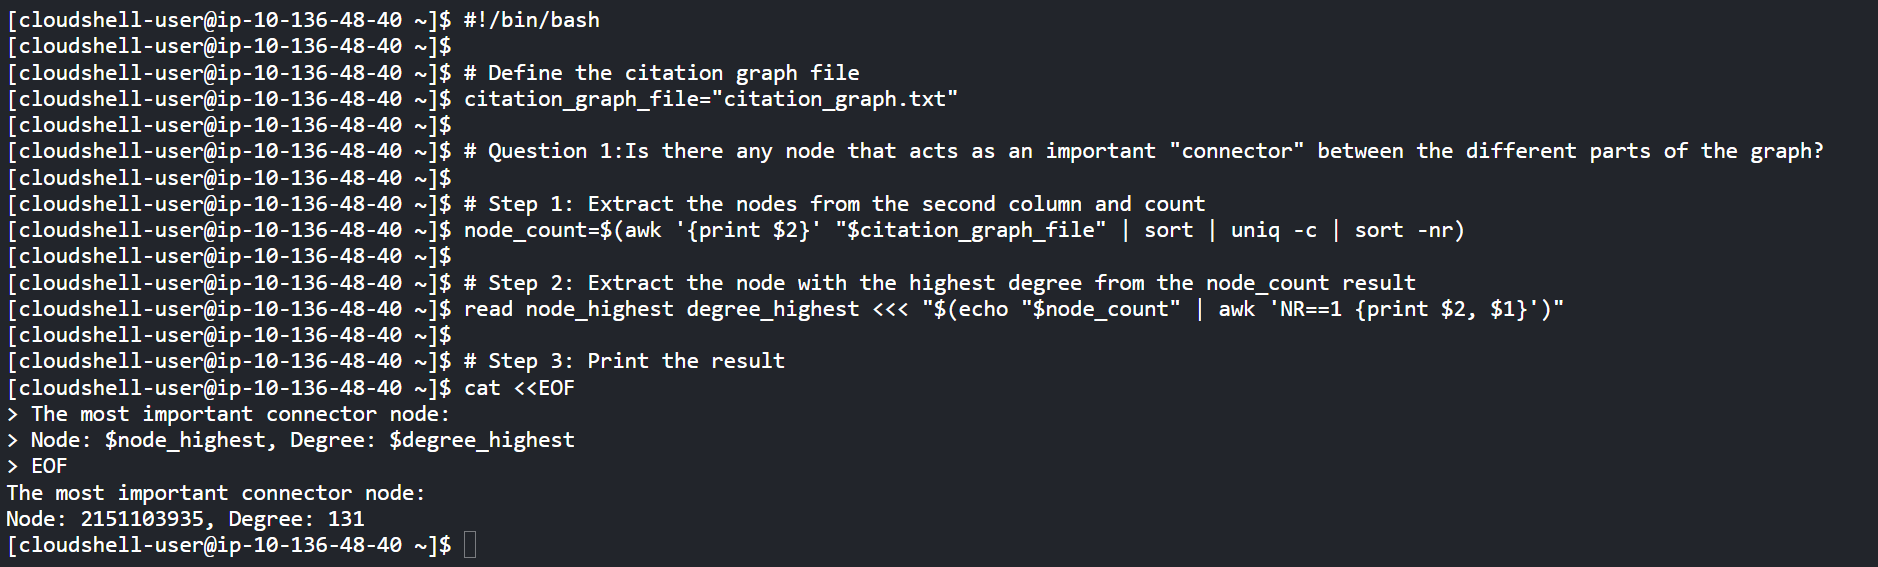 [cloudshell-user@ip-10-136-48-40 ~]$ #!/bin/bash
[cloudshell-user@ip-10-136-48-40 ~]$
[cloudshell-user@ip-10-136-48-40 ~]$ # Define the citation graph file
[cloudshell-user@ip-10-136-48-40 ~]$ citation_graph_file="citation_graph.txt"
[cloudshell-user@ip-10-136-48-40 ~]$
[cloudshell-user@ip-10-136-48-40 ~]$ # Question 1:Is there any node that acts as an important "connector" between the different parts of the graph?
[cloudshell-user@ip-10-136-48-40 ~]$
[cloudshell-user@ip-10-136-48-40 ~]$ # Step 1: Extract the nodes from the second column and count
[cloudshell-user@ip-10-136-48-40 ~]$ node_count=$(awk '{print $2}' "$citation_graph_file" | sort | uniq -c | sort -nr)
[cloudshell-user@ip-10-136-48-40 ~]$
[cloudshell-user@ip-10-136-48-40 ~]$ # Step 2: Extract the node with the highest degree from the node_count result
[cloudshell-user@ip-10-136-48-40 ~]$ read node_highest degree_highest <<< "$(echo "$node_count" | awk 'NR==1 {print $2, $1}')"
[cloudshell-user@ip-10-136-48-40 ~]$
[cloudshell-user@ip-10-136-48-40 ~]$ # Step 3: Print the result
[cloudshell-user@ip-10-136-48-40 ~]$ cat <<EOF
> The most important connector node:
> Node: $node_highest, Degree: $degree_highest
> EOF
The most important connector node:
Node: 2151103935, Degree: 131
[cloudshell-user@ip-10-136-48-40 ~]$